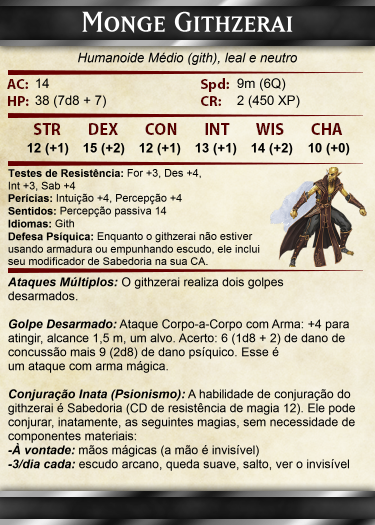 Monge Githzerai
Humanoide Médio (gith), leal e neutro
AC: 14 Spd: 9m (6Q)
HP: 38 (7d8 + 7) CR: 2 (450 XP)
STR DEX CON INT WIS CHA
12 (+1) 15 (+2) 12 (+1) 13 (+1) 14 (+2) 10 (+0)
Testes de Resistência: For +3, Des +4,
Int +3, Sab +4
Perícias: Intuição +4, Percepção +4
Sentidos: Percepção passiva 14
Idiomas: Gith
Defesa Psiquica: Enquanto o githzerai não estiver
usando armadura ou empunhando escudo, ele inclui
seu modificador de Sabedoria na sua CA.
Ataques Múltiplos: O githzerai realiza dois golpes
desarmados.
Golpe Desarmado: Ataque Corpo-a-Corpo com Arma: +4 para
atingir, alcance 1,5 m, um alvo. Acerto: 6 (1d8 + 2) de dano de
concussão mais 9 (2d8) de dano psíquico. Esse é
um ataque com arma mágica.
Conjuração Inata (Psionismo): A habilidade de conjuração do
githzerai é Sabedoria (CD de resistência de magia 12). Ele pode
conjurar, inatamente, as seguintes magias, sem necessidade de
componentes materiais:
-À vontade: mãos mágicas (a mão é invisível)
-3/dia cada: escudo arcano, queda suave, salto, ver o invisível